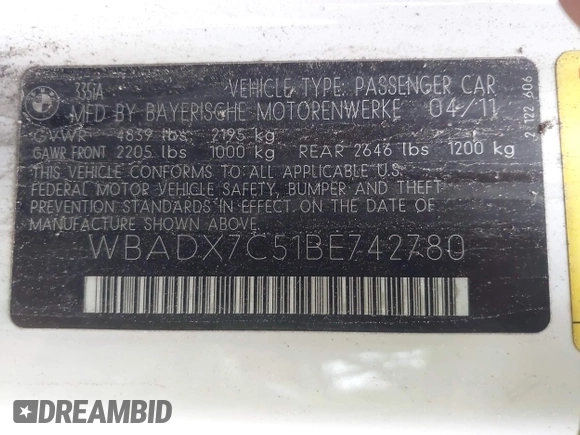 335iA VEHICLE TYPE: PASSENGER CAR
MFD BY BAYERISCHE MOTORENWERKE 04/11
GVWR 4839 lbs 2195 kg
GAWR FRONT 2205 lbs 1000 kg REAR 2646 lbs 1200 kg
THIS VEHICLE CONFORMS TO ALL APPLICABLE U.S.
FEDERAL MOTOR VEHICLE SAFETY, BUMPER AND THEFT
PREVENTION STANDARDS IN EFFECT ON THE DATE OF
MANUFACTURE SHOWN ABOVE.
WBADX7C51BE742780
2 122 606
DREAMBID